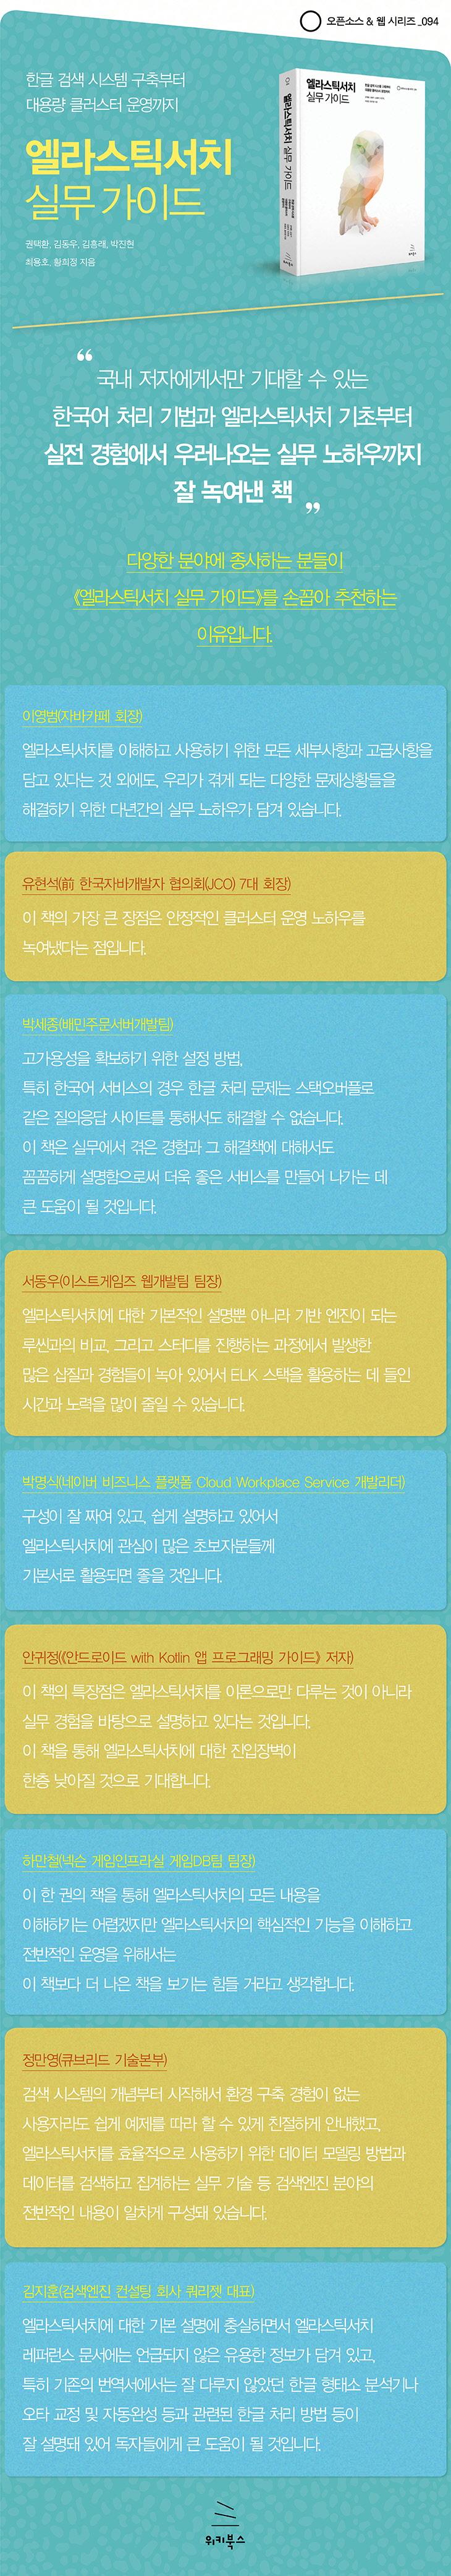 오픈소스 & 웹 시리즈_094
한글 검색 시스템 구축부터
대용량 클러스터 운영까지
엘라스틱서치
실무 가이드
권택환, 김동우, 김흥래, 박진현
최용호, 황희정 지음
엘라스틱서치
실무 가이드
엘라스틱서치 실무 가이드
위키북스
“ 국내 저자에게서만 기대할 수 있는
한국어 처리 기법과 엘라스틱서치 기초부터
실전 경험에서 우러나오는 실무 노하우까지
잘 녹여낸 책 ”
다양한 분야에 종사하는 분들이
《엘라스틱서치 실무 가이드》를 손꼽아 추천하는
이유입니다.
이영범(자바카페 회장)
엘라스틱서치를 이해하고 사용하기 위한 모든 세부사항과 고급사항을
담고 있다는 것 외에도, 우리가 겪게 되는 다양한 문제상황들을
해결하기 위한 다년간의 실무 노하우가 담겨 있습니다.
유현석(前 한국자바개발자 협의회(JCO) 7대 회장)
이 책의 가장 큰 장점은 안정적인 클러스터 운영 노하우를
녹여냈다는 점입니다.
박세종(배민주문서버개발팀)
고가용성을 확보하기 위한 설정 방법,
특히 한국어 서비스의 경우 한글 처리 문제는 스택오버플로
같은 질의응답 사이트를 통해서도 해결할 수 없습니다.
이 책은 실무에서 겪은 경험과 그 해결책에 대해서도
꼼꼼하게 설명함으로써 더욱 좋은 서비스를 만들어 나가는 데
큰 도움이 될 것입니다.
서동우(이스트게임즈 웹개발팀 팀장)
엘라스틱서치에 대한 기본적인 설명뿐 아니라 기반 엔진이 되는
루씬과의 비교, 그리고 스터디를 진행하는 과정에서 발생한
많은 삽질과 경험들이 녹아 있어서 ELK 스택을 활용하는 데 들인
시간과 노력을 많이 줄일 수 있습니다.
박명식(네이버 비즈니스 플랫폼 Cloud Workplace Service 개발리더)
구성이 잘 짜여 있고, 쉽게 설명하고 있어서
엘라스틱서치에 관심이 많은 초보자분들께
기본서로 활용되면 좋을 것입니다.
안귀정(《안드로이드 with Kotlin 앱 프로그래밍 가이드》 저자)
이 책의 특장점은 엘라스틱서치를 이론으로만 다루는 것이 아니라
실무 경험을 바탕으로 설명하고 있다는 것입니다.
이 책을 통해 엘라스틱서치에 대한 진입장벽이
한층 낮아질 것으로 기대합니다.
하만철(넥슨 게임인프라실 게임DB팀 팀장)
이 한 권의 책을 통해 엘라스틱서치의 모든 내용을
이해하기는 어렵겠지만 엘라스틱서치의 핵심적인 기능을 이해하고
전반적인 운영을 위해서는
이 책보다 더 나은 책을 보기는 힘들 거라고 생각합니다.
정만영(큐브리드 기술본부)
검색 시스템의 개념부터 시작해서 환경 구축 경험이 없는
사용자라도 쉽게 예제를 따라 할 수 있게 친절하게 안내했고,
엘라스틱서치를 효율적으로 사용하기 위한 데이터 모델링 방법과
데이터를 검색하고 집계하는 실무 기술 등 검색엔진 분야의
전반적인 내용이 알차게 구성돼 있습니다.
김지훈(검색엔진 컨설팅 회사 쿼리젯 대표)
엘라스틱서치에 대한 기본 설명에 충실하면서 엘라스틱서치
레퍼런스 문서에는 언급되지 않은 유용한 정보가 담겨 있고,
특히 기존의 번역서에서는 잘 다루지 않았던 한글 형태소 분석기나
오타 교정 및 자동완성 등과 관련된 한글 처리 방법 등이
잘 설명돼 있어 독자들에게 큰 도움이 될 것입니다.
위키북스